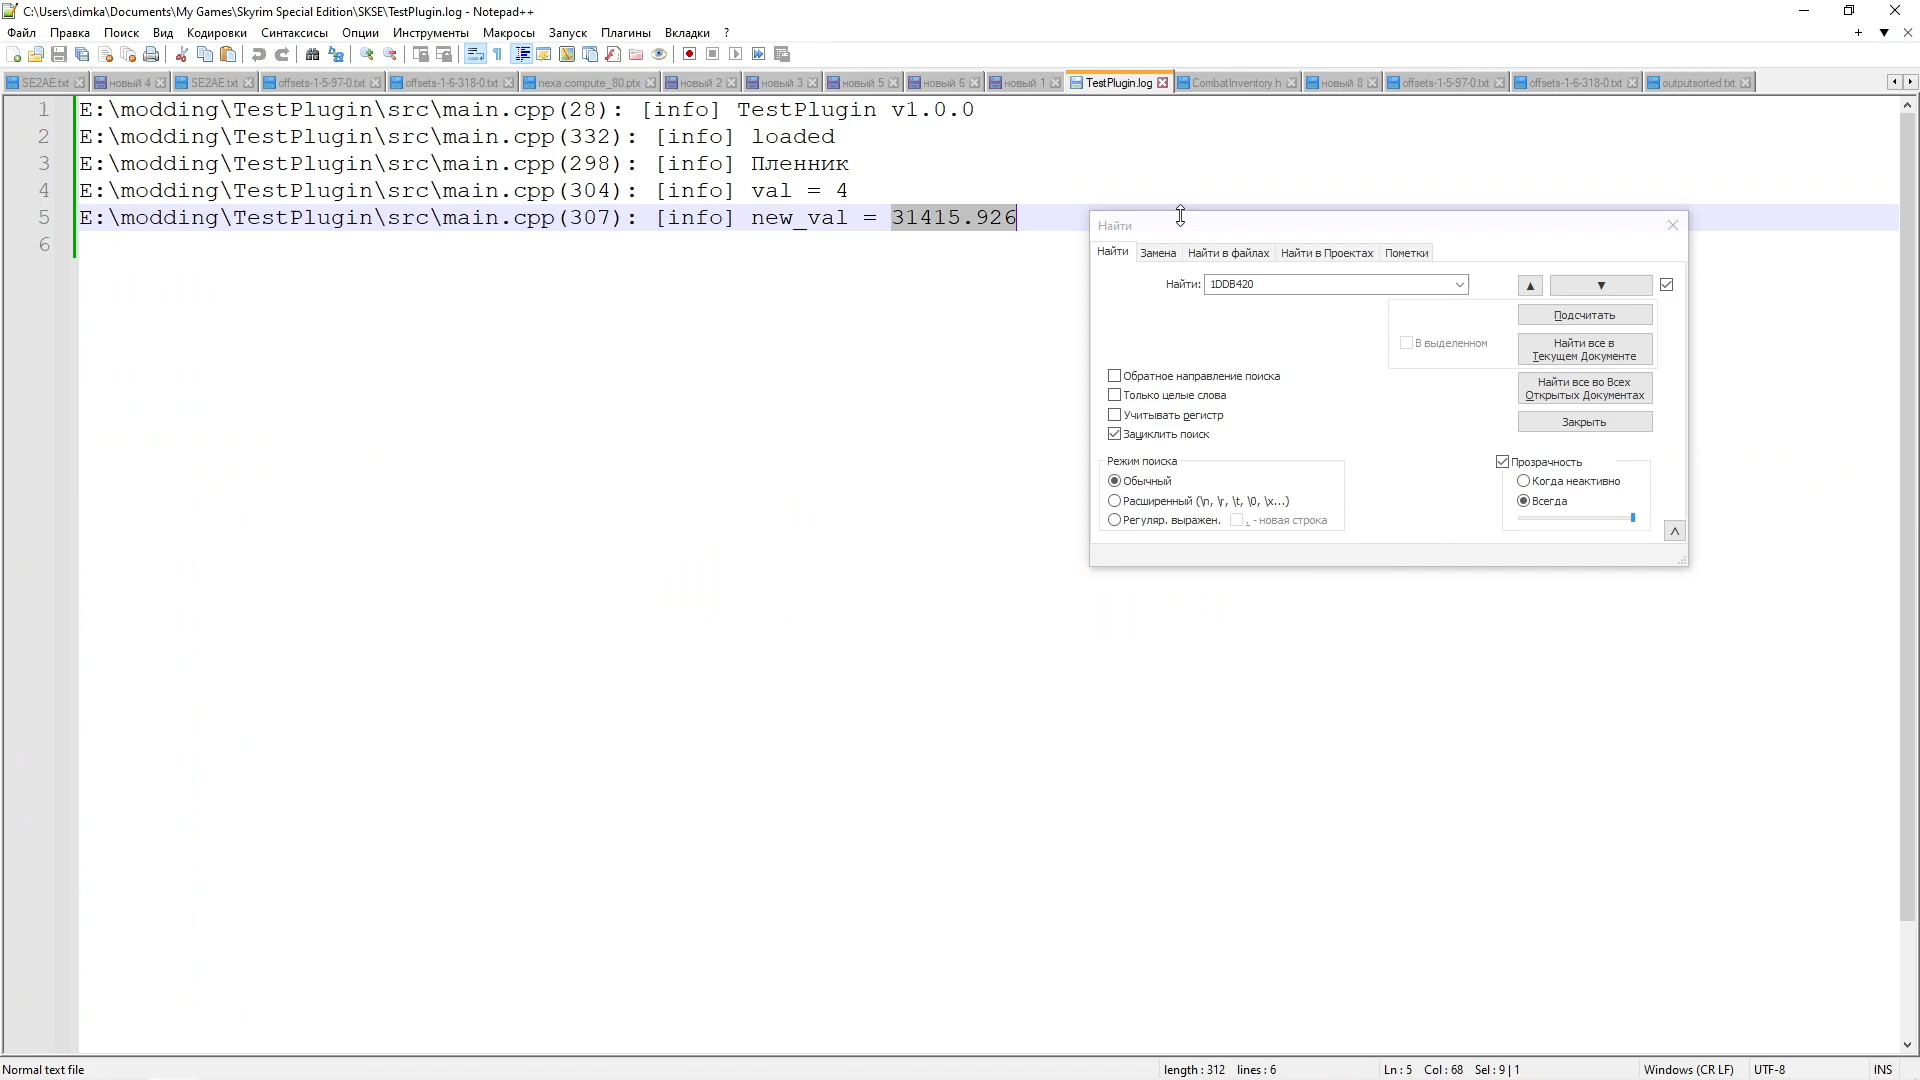 C:\Users\dimka\Documents\My Games\Skyrim Special Edition\SKSE\TestPlugin.log - Notepad++
Файл Правка Поиск Вид Кодировки Синтаксисы Опции Инструменты Макросы Запуск Плагины Вкладки ?
SE2AE.txt новый 4 SE2AE.txt offsets-1-5-97-0.txt offsets-1-6-318-0.txt nexa.compute_80.ptx новый 2 новый 3 новый 5 новый 6 новый 1 TestPlugin.log CombatInventory.h новый 8 offsets-1-5-97-0.txt offsets-1-6-318-0.txt outputsorted.txt
1 E:\modding\TestPlugin\src\main.cpp(28): [info] TestPlugin v1.0.0
2 E:\modding\TestPlugin\src\main.cpp(332): [info] loaded
3 E:\modding\TestPlugin\src\main.cpp(298): [info] Пленник
4 E:\modding\TestPlugin\src\main.cpp(304): [info] val = 4
5 E:\modding\TestPlugin\src\main.cpp(307): [info] new_val = 31415.926
6
Найти
Найти Замена Найти в файлах Найти в Проектах Пометки
Найти: 1DDB420
Подсчитать
В выделенном
Найти все в
Текущем Документе
Обратное направление поиска
Найти все во Всех
Открытых Документах
Только целые слова
Учитывать регистр
Закрыть
Зациклить поиск
Режим поиска
Прозрачность
Обычный
Когда неактивно
Расширенный (\n, \r, \t, \0, \x...)
Всегда
Регуляр. выражен. . - новая строка
Normal text file length : 312 lines : 6 Ln : 5 Col : 68 Sel : 9 | 1 Windows (CR LF) UTF-8 INS